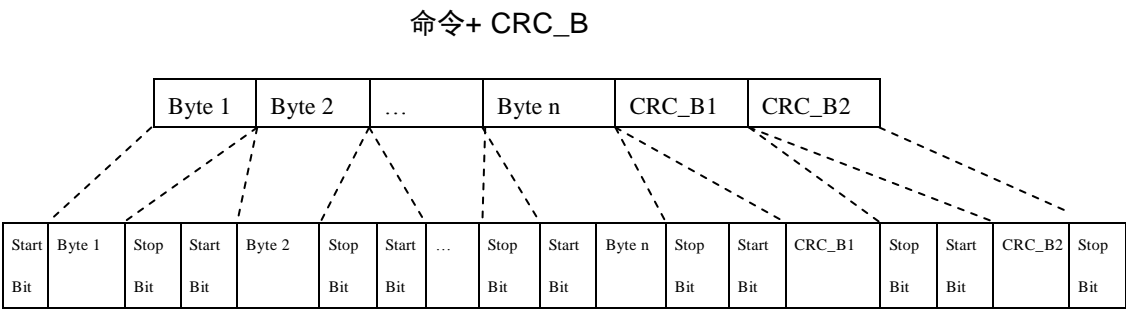 命令+ CRC_B
Byte 1 Byte 2 … Byte n CRC_B1 CRC_B2
Start Byte 1 Stop Start Byte 2 Stop Start … Stop Start Byte n Stop Start CRC_B1 Stop Start CRC_B2 Stop
Bit Bit Bit Bit Bit Bit Bit Bit Bit Bit Bit Bit